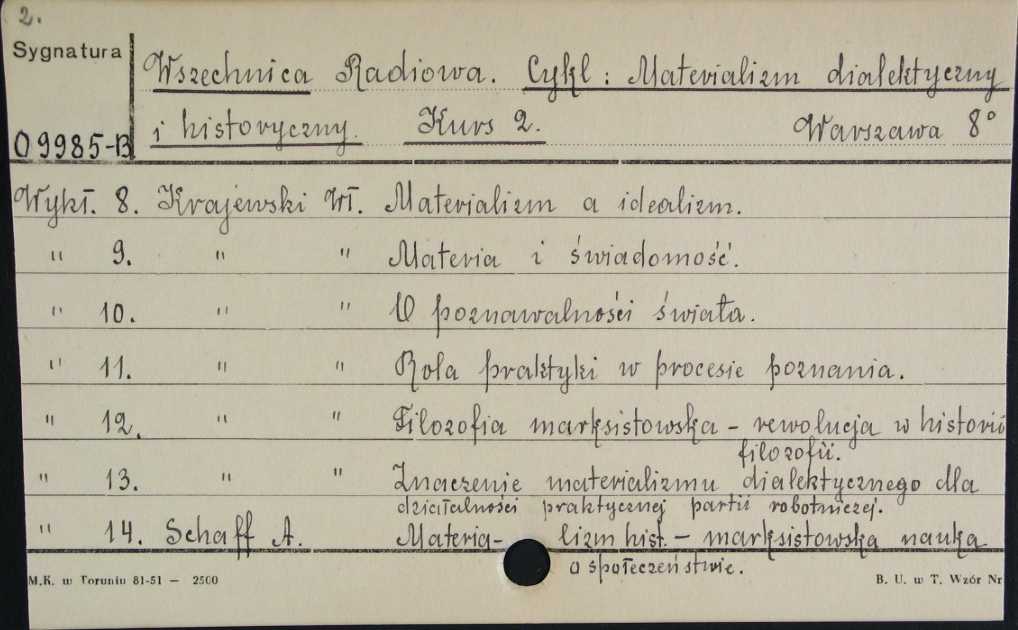 2.
Sygnatura
Wszechnica Radiowa. Cykl: Materializm dialektyczny
i historyczny. Kurs 2. Warszawa 8°
09985-B
Wykł. 8. Krajewski Wł. Materializm a idealizm.
" 9. " " Materia i świadomość.
" 10. " " O poznawalności świata.
" 11. " " Rola praktyki w procesie poznania.
" 12. " " Filozofia marksistowska - rewolucja w historii
filozofii.
" 13. " " Znaczenie materializmu dialektycznego dla
działalności praktycznej partii robotniczej.
" 14. Schaff A. Materia- lizm hist. - marksistowska nauka
o społeczeństwie.
M.K. w Toruniu 81-51 — 2500 B. U. w T. Wzór Nr